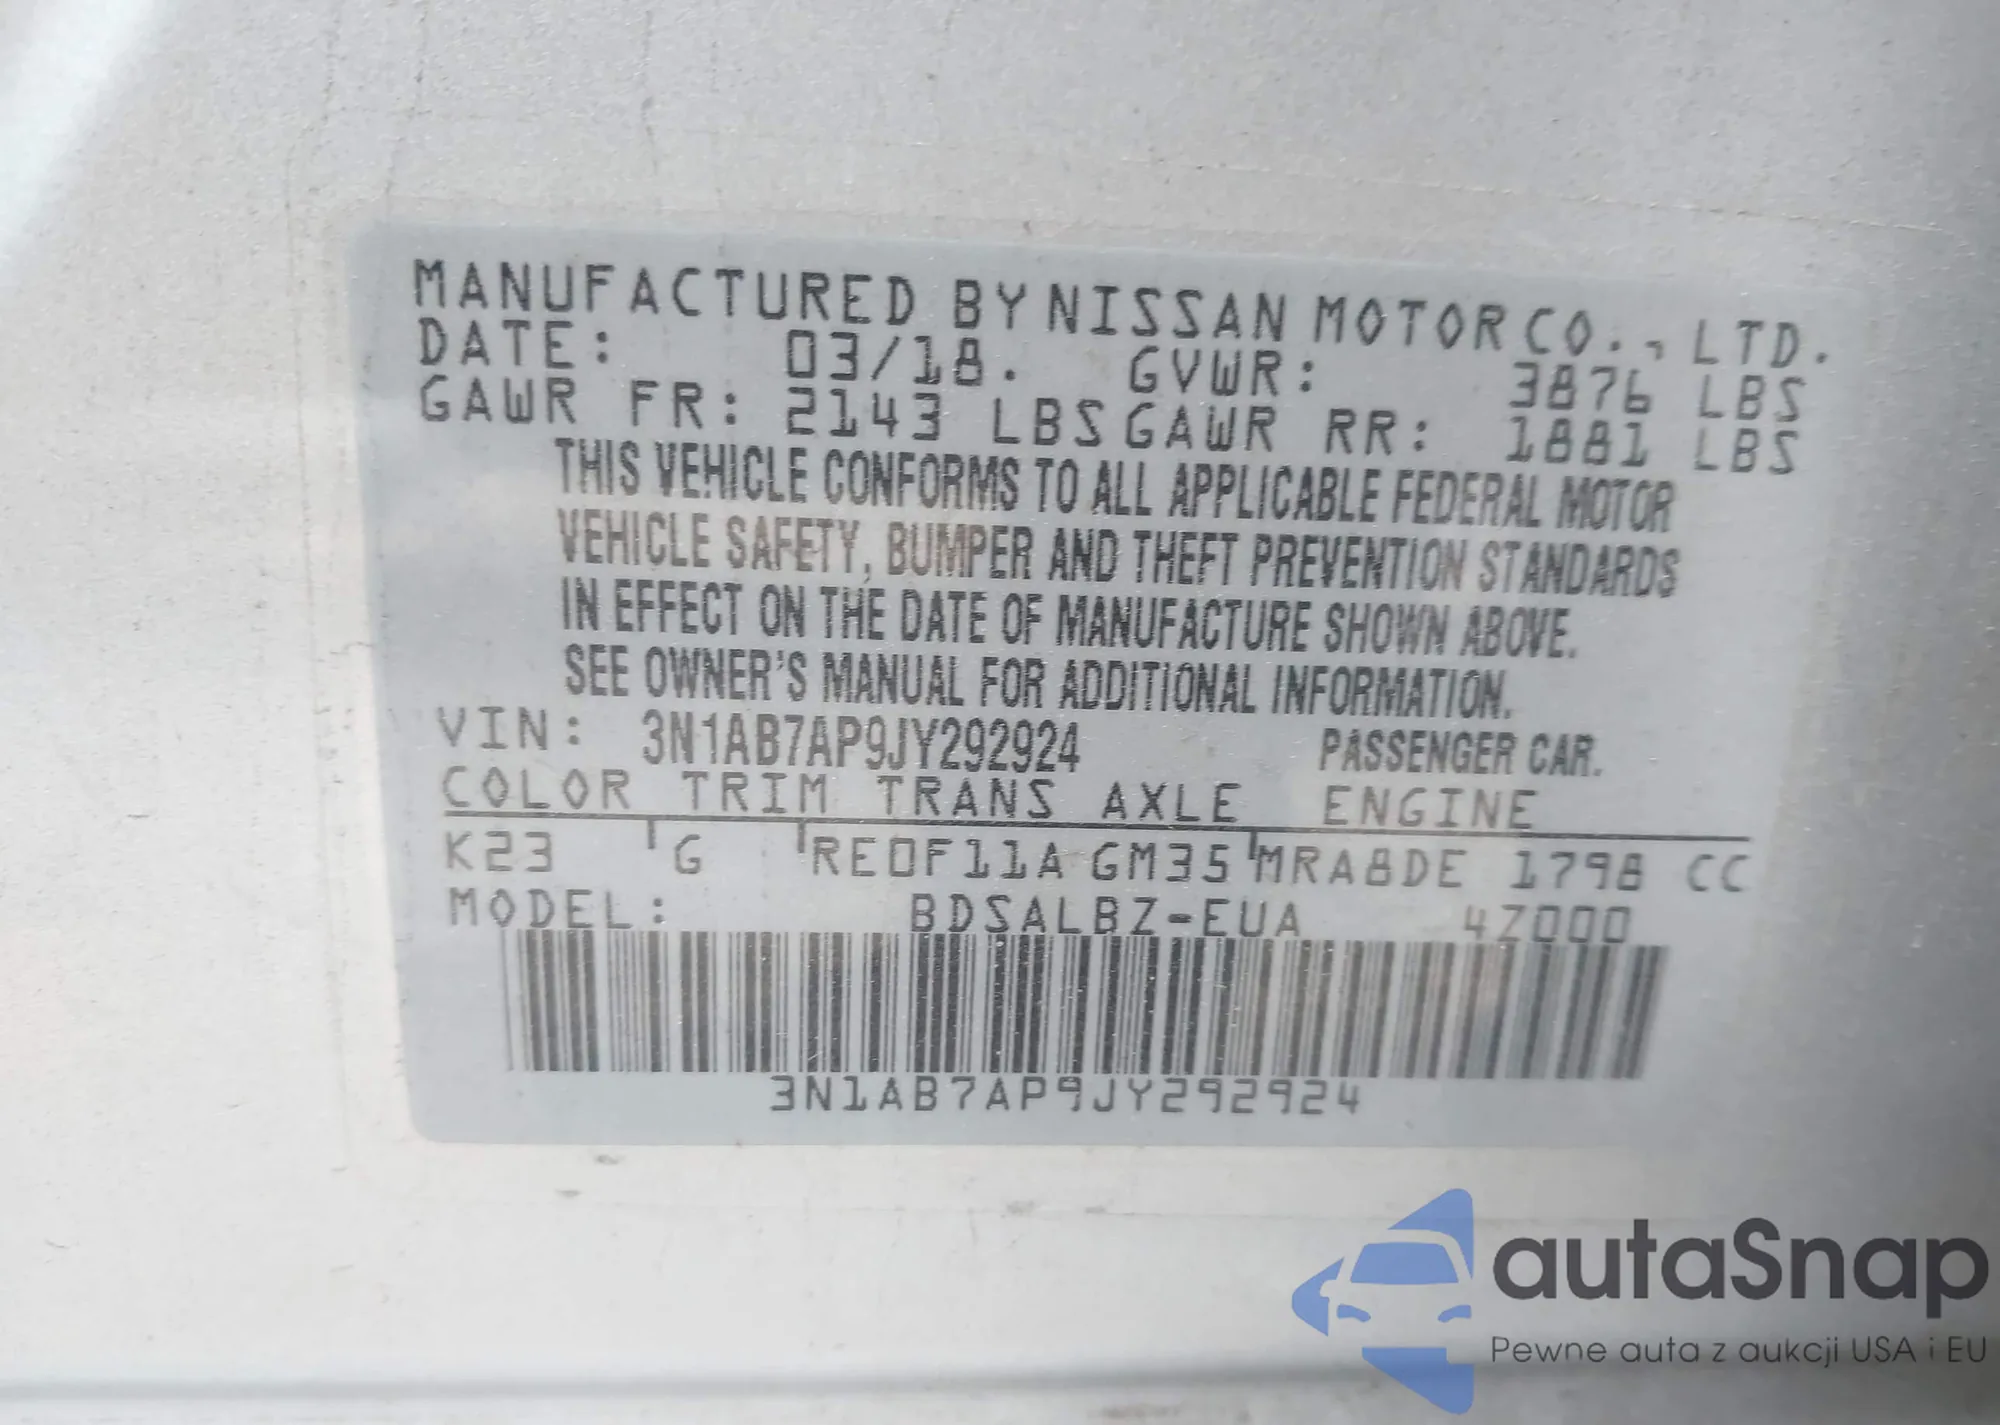 MANUFACTURED BY NISSAN MOTOR CO., LTD.
DATE: 03/18. GVWR: 3876 LBS
GAWR FR: 2143 LBS GAWR RR: 1881 LBS
THIS VEHICLE CONFORMS TO ALL APPLICABLE FEDERAL MOTOR
VEHICLE SAFETY, BUMPER AND THEFT PREVENTION STANDARDS
IN EFFECT ON THE DATE OF MANUFACTURE SHOWN ABOVE.
SEE OWNER'S MANUAL FOR ADDITIONAL INFORMATION.
VIN: 3N1AB7AP9JY292924 PASSENGER CAR.
COLOR TRIM TRANS AXLE ENGINE
K23 G RE0F11A GM35 MRA8DE 1798 CC
MODEL: BDSALBZ-EUA 4Z000
3N1AB7AP9JY292924
autaSnap
Pewne auta z aukcji USA i EU